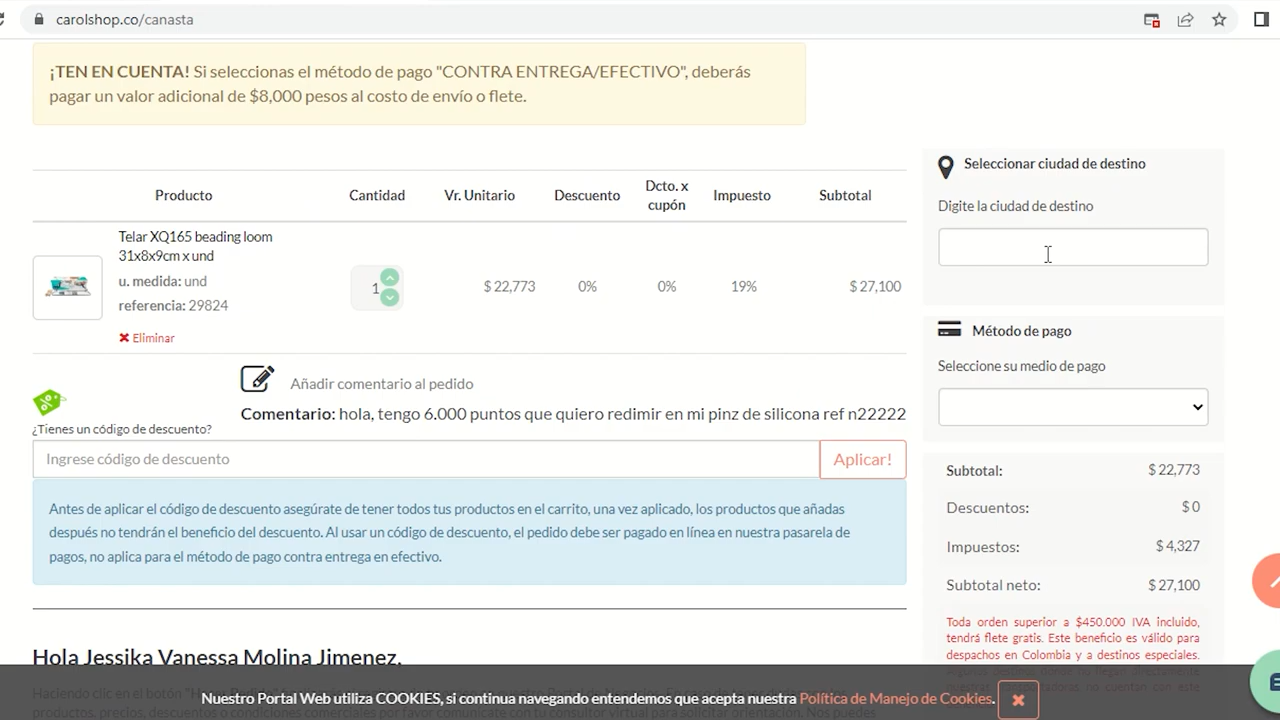 carolshop.co/canasta
¡TEN EN CUENTA! Si seleccionas el método de pago "CONTRA ENTREGA/EFECTIVO", deberás
pagar un valor adicional de $8,000 pesos al costo de envío o flete.
Producto Cantidad Vr. Unitario Descuento Dcto. x cupón Impuesto Subtotal
Telar XQ165 beading loom
31x8x9cm x und
u. medida: und
referencia: 29824
1 $ 22,773 0% 0% 19% $ 27,100
Eliminar
Añadir comentario al pedido
Comentario: hola, tengo 6.000 puntos que quiero redimir en mi pinz de silicona ref n22222
¿Tienes un código de descuento?
Ingrese código de descuento
Aplicar!
Antes de aplicar el código de descuento asegúrate de tener todos tus productos en el carrito, una vez aplicado, los productos que añadas
después no tendrán el beneficio del descuento. Al usar un código de descuento, el pedido debe ser pagado en línea en nuestra pasarela de
pagos, no aplica para el método de pago contra entrega en efectivo.
Hola Jessika Vanessa Molina Jimenez,
Seleccionar ciudad de destino
Digite la ciudad de destino
Método de pago
Seleccione su medio de pago
Subtotal: $ 22,773
Descuentos: $ 0
Impuestos: $ 4,327
Subtotal neto: $ 27,100
Toda orden superior a $450.000 IVA incluido,
tendrá flete gratis. Este beneficio es válido para
despachos en Colombia y a destinos especiales.
Nuestro Portal Web utiliza COOKIES, si continua navegando entendemos que acepta nuestra Política de Manejo de Cookies.